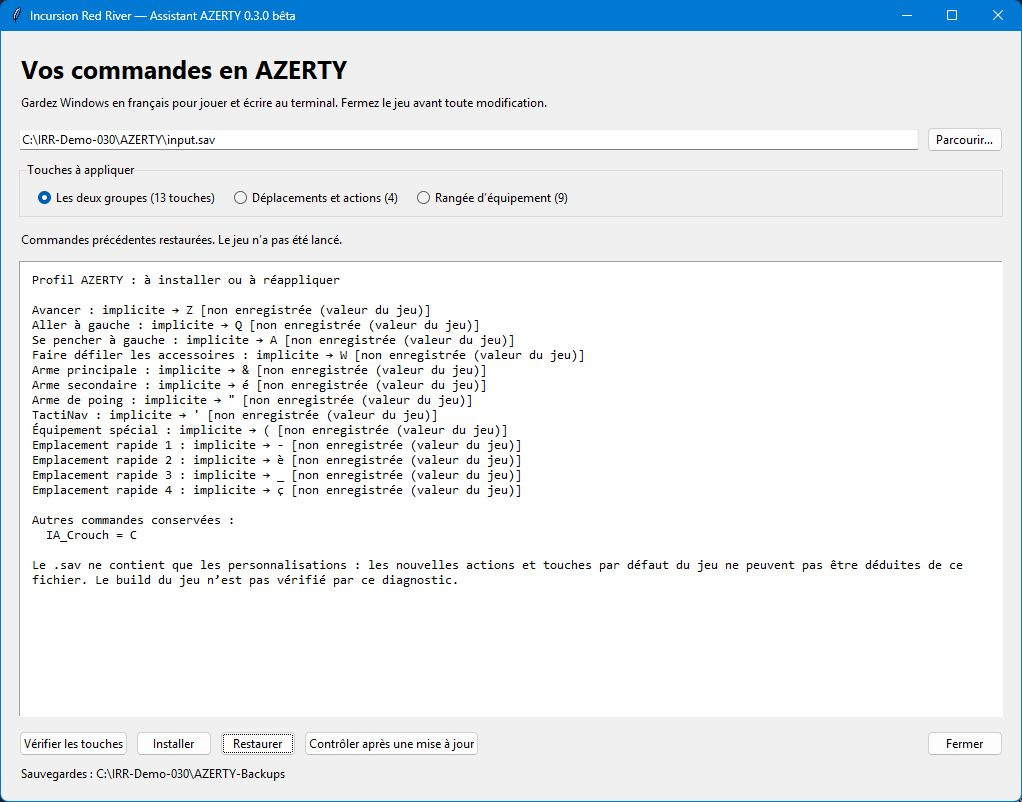 Incursion Red River — Assistant AZERTY 0.3.0 bêta
Vos commandes en AZERTY
Gardez Windows en français pour jouer et écrire au terminal. Fermez le jeu avant toute modification.
C:\IRR-Demo-030\AZERTY\input.sav
Parcourir...
Touches à appliquer
Les deux groupes (13 touches)
Déplacements et actions (4)
Rangée d’équipement (9)
Commandes précédentes restaurées. Le jeu n’a pas été lancé.
Profil AZERTY : à installer ou à réappliquer
Avancer : implicite → Z [non enregistrée (valeur du jeu)]
Aller à gauche : implicite → Q [non enregistrée (valeur du jeu)]
Se pencher à gauche : implicite → A [non enregistrée (valeur du jeu)]
Faire défiler les accessoires : implicite → W [non enregistrée (valeur du jeu)]
Arme principale : implicite → & [non enregistrée (valeur du jeu)]
Arme secondaire : implicite → é [non enregistrée (valeur du jeu)]
Arme de poing : implicite → " [non enregistrée (valeur du jeu)]
TactiNav : implicite → ' [non enregistrée (valeur du jeu)]
Équipement spécial : implicite → ( [non enregistrée (valeur du jeu)]
Emplacement rapide 1 : implicite → - [non enregistrée (valeur du jeu)]
Emplacement rapide 2 : implicite → è [non enregistrée (valeur du jeu)]
Emplacement rapide 3 : implicite → _ [non enregistrée (valeur du jeu)]
Emplacement rapide 4 : implicite → ç [non enregistrée (valeur du jeu)]
Autres commandes conservées :
IA_Crouch = C
Le .sav ne contient que les personnalisations : les nouvelles actions et touches par défaut du jeu ne peuvent pas être déduites de ce
fichier. Le build du jeu n’est pas vérifié par ce diagnostic.
Vérifier les touches
Installer
Restaurer
Contrôler après une mise à jour
Fermer
Sauvegardes : C:\IRR-Demo-030\AZERTY-Backups